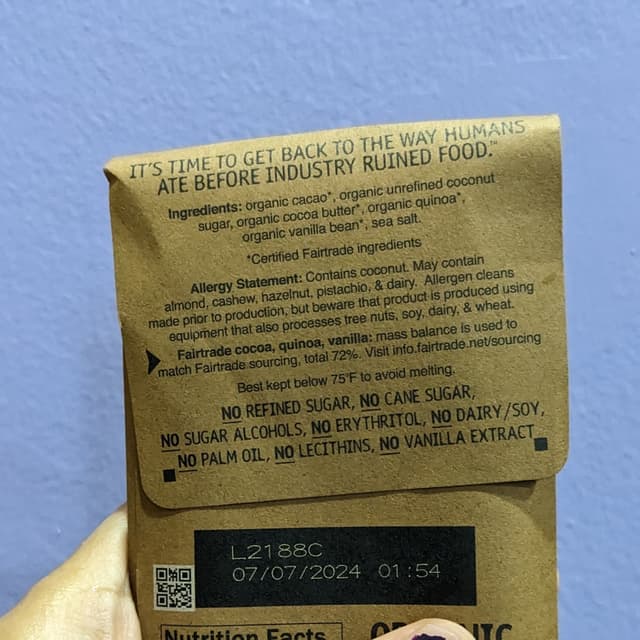 IT'S TIME TO GET BACK TO THE WAY HUMANS
ATE BEFORE INDUSTRY RUINED FOOD.™
Ingredients: organic cacao*, organic unrefined coconut
sugar, organic cocoa butter*, organic quinoa*,
organic vanilla bean*, sea salt.
*Certified Fairtrade ingredients
Allergy Statement: Contains coconut. May contain
almond, cashew, hazelnut, pistachio, & dairy. Allergen cleans
made prior to production, but beware that product is produced using
equipment that also processes tree nuts, soy, dairy, & wheat.
Fairtrade cocoa, quinoa, vanilla: mass balance is used to
match Fairtrade sourcing, total 72%. Visit info.fairtrade.net/sourcing
Best kept below 75°F to avoid melting.
NO REFINED SUGAR, NO CANE SUGAR,
NO SUGAR ALCOHOLS, NO ERYTHRITOL, NO DAIRY/SOY,
NO PALM OIL, NO LECITHINS, NO VANILLA EXTRACT
L2188C
07/07/2024 01:54
Nutrition Facts